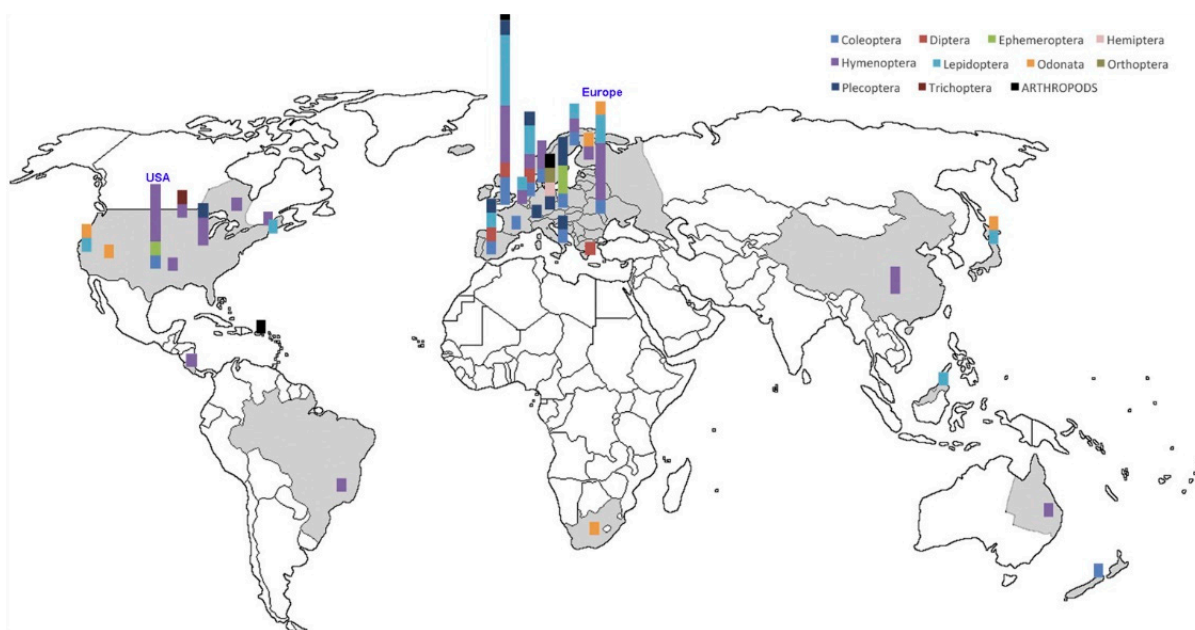 Coleoptera Diptera Ephemeroptera Hemiptera
Hymenoptera Lepidoptera Odonata Orthoptera
Plecoptera Trichoptera ARTHROPODS
Europe
USA